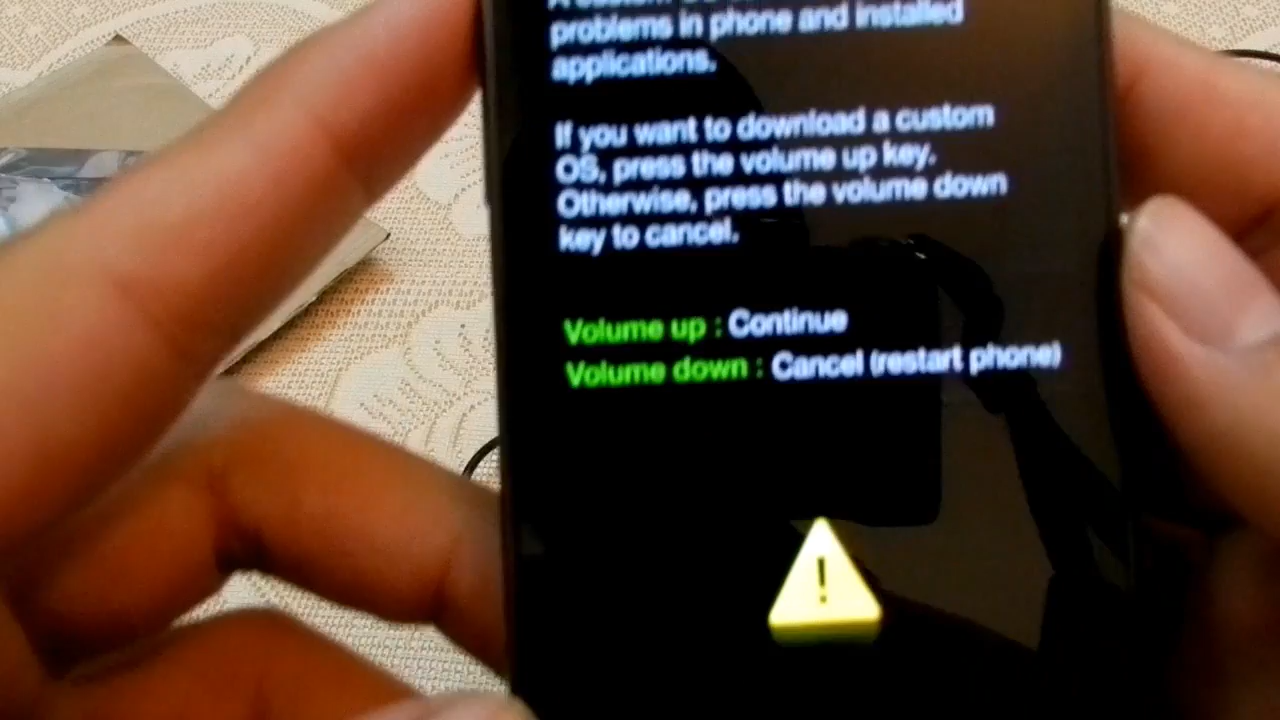 problems in phone and installed
applications.
If you want to download a custom
OS, press the volume up key.
Otherwise, press the volume down
key to cancel.
Volume up : Continue
Volume down : Cancel (restart phone)
!